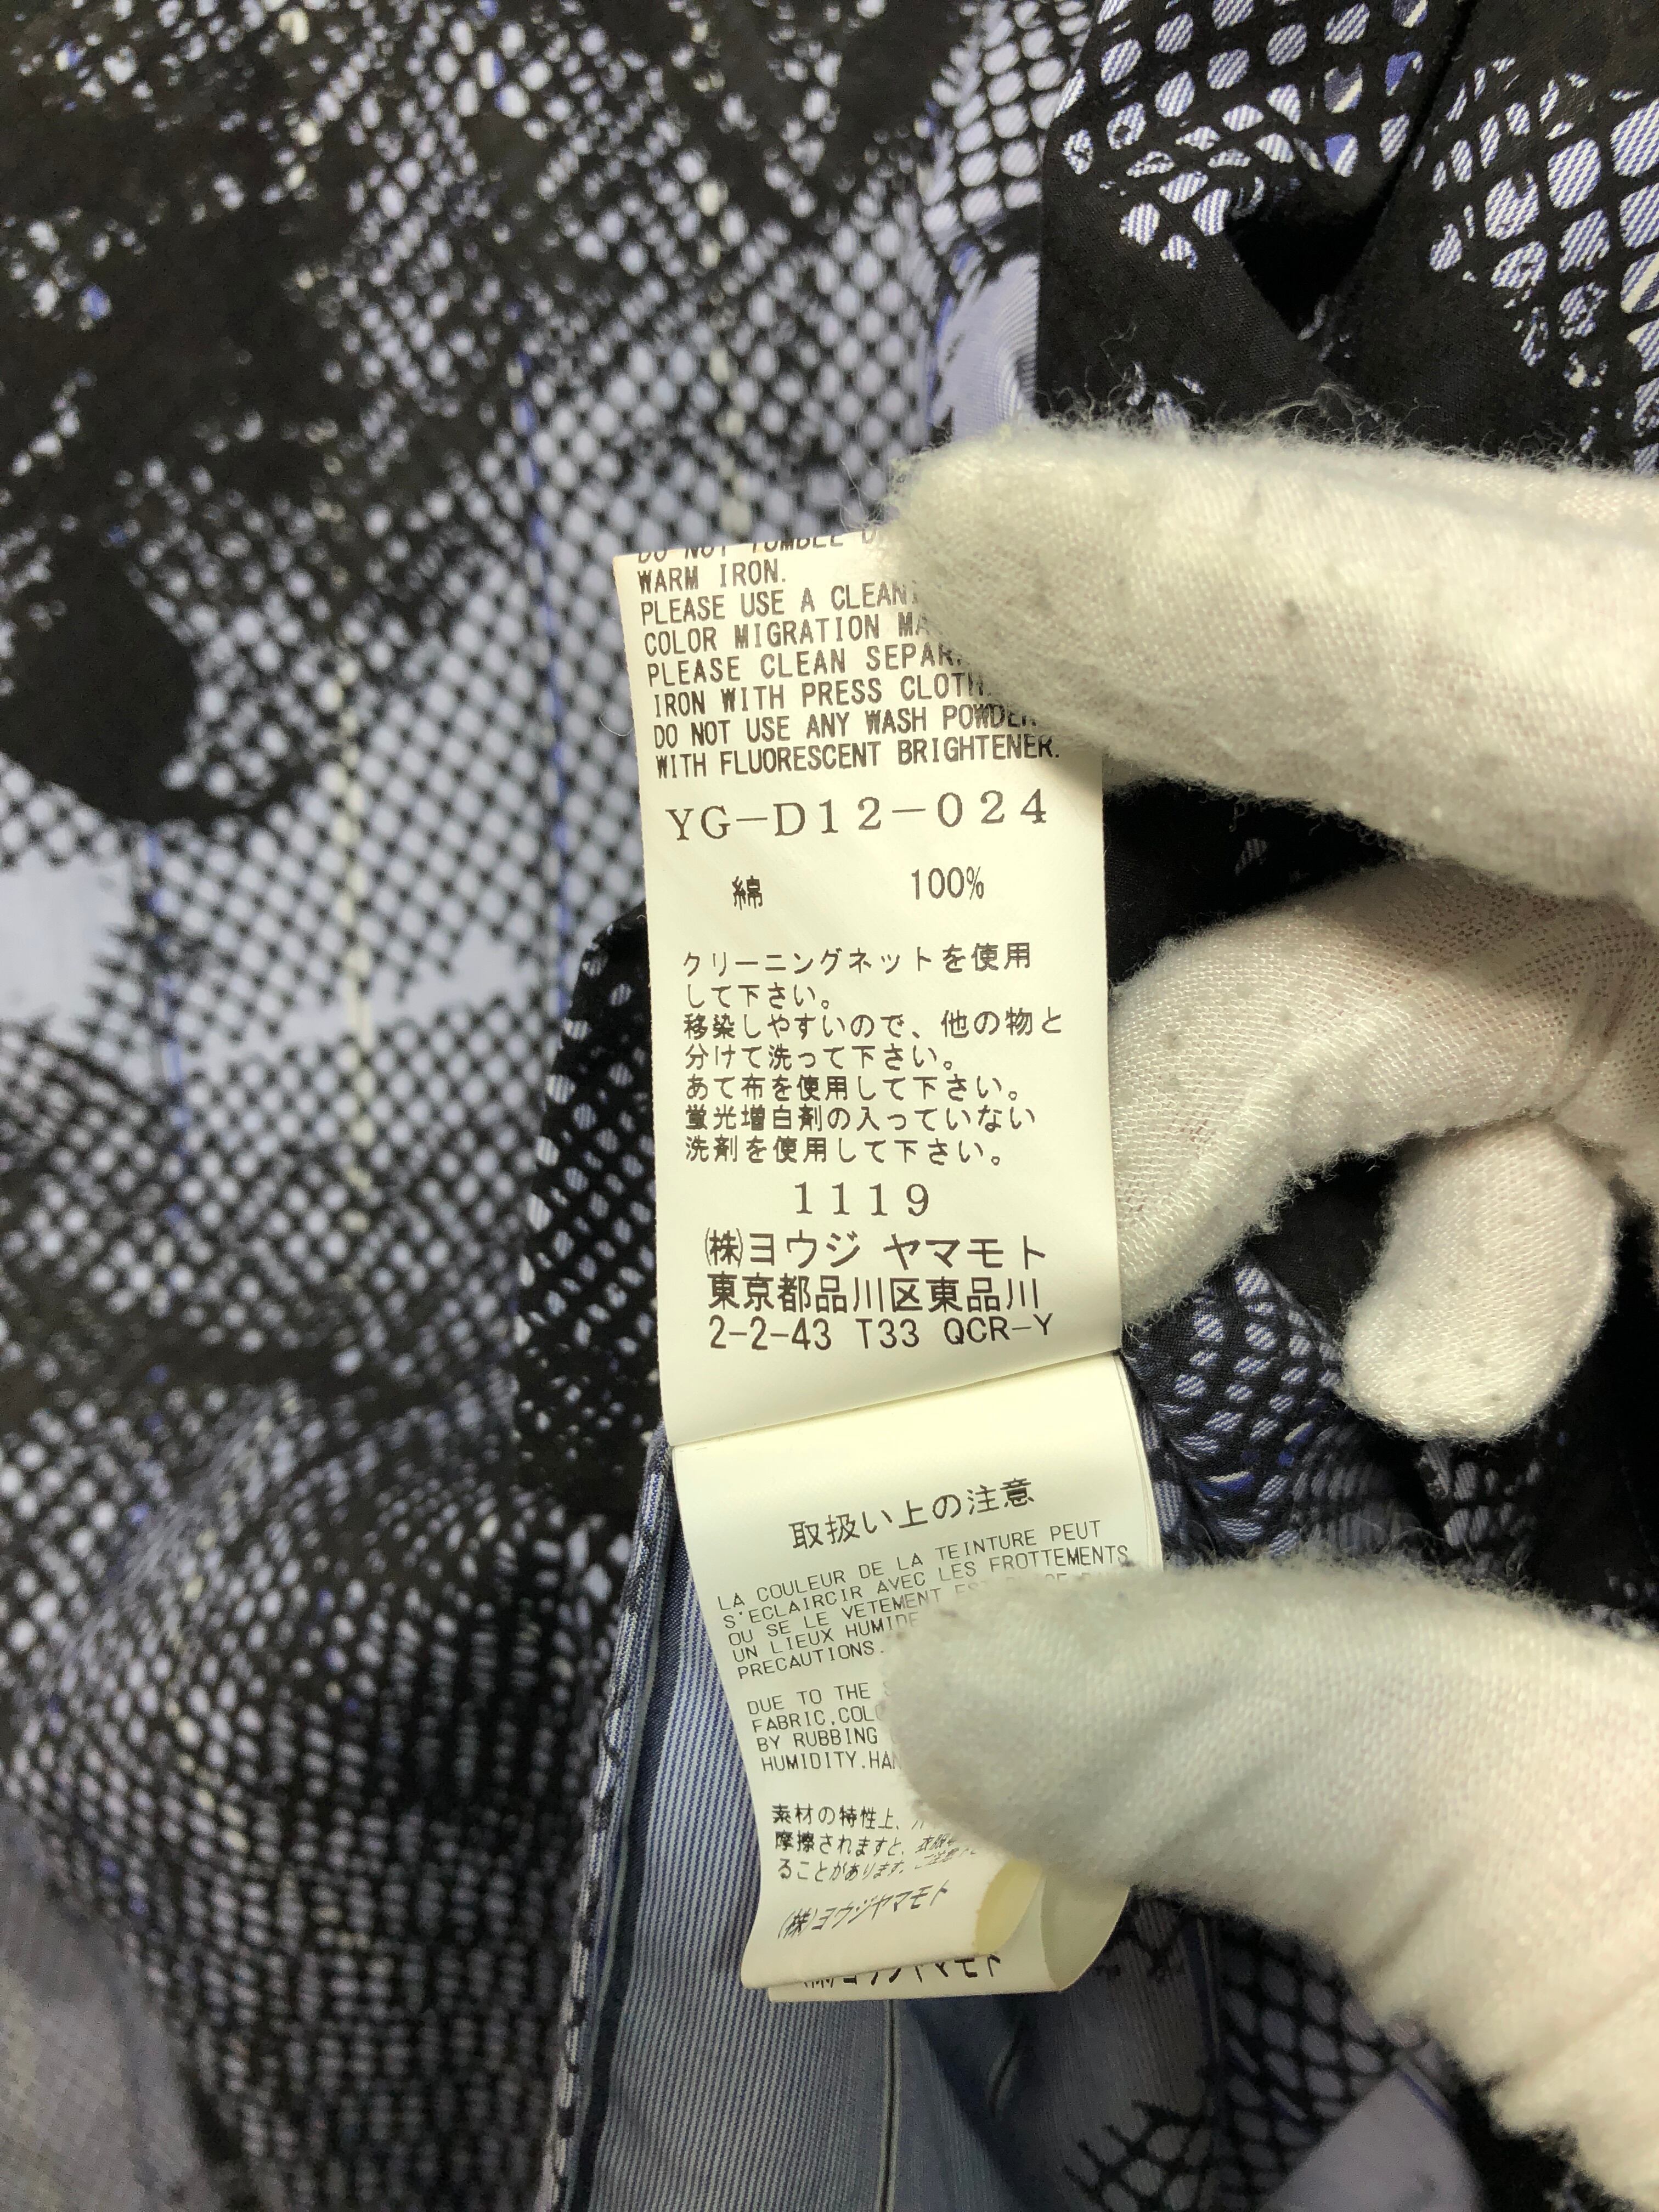 DO NOT TUMBLE
WARM IRON.
PLEASE USE A
COLOR MIGRATION
PLEASE CLEAN
IRON WITH PRESS CLOTH.
DO NOT USE ANY WASH POWDER
WITH FLUORESCENT BRIGHTENER.
YG-D12-024
綿 100%
クリーニングネットを使用
して下さい。
移染しやすいので、他の物と
分けて洗って下さい。
あて布を使用して下さい。
蛍光増白剤の入っていない
洗剤を使用して下さい。
1119
㈱ヨウジ ヤマモト
東京都品川区東品川
2-2-43 T33 QCR-Y
取扱い上の注意
LA COULEUR DE LA TEINTURE PEUT
S'ECLAIRCIR AVEC LES FROTTEMENTS
OU SE LE VETEMENT
UN LIEUX HUMIDE
PRECAUTIONS.
DUE TO THE
FABRIC,
BY RUBBING
HUMIDITY.
素材の特性上、
摩擦されますと、
ることがあります。
(株)ヨウジヤマモト